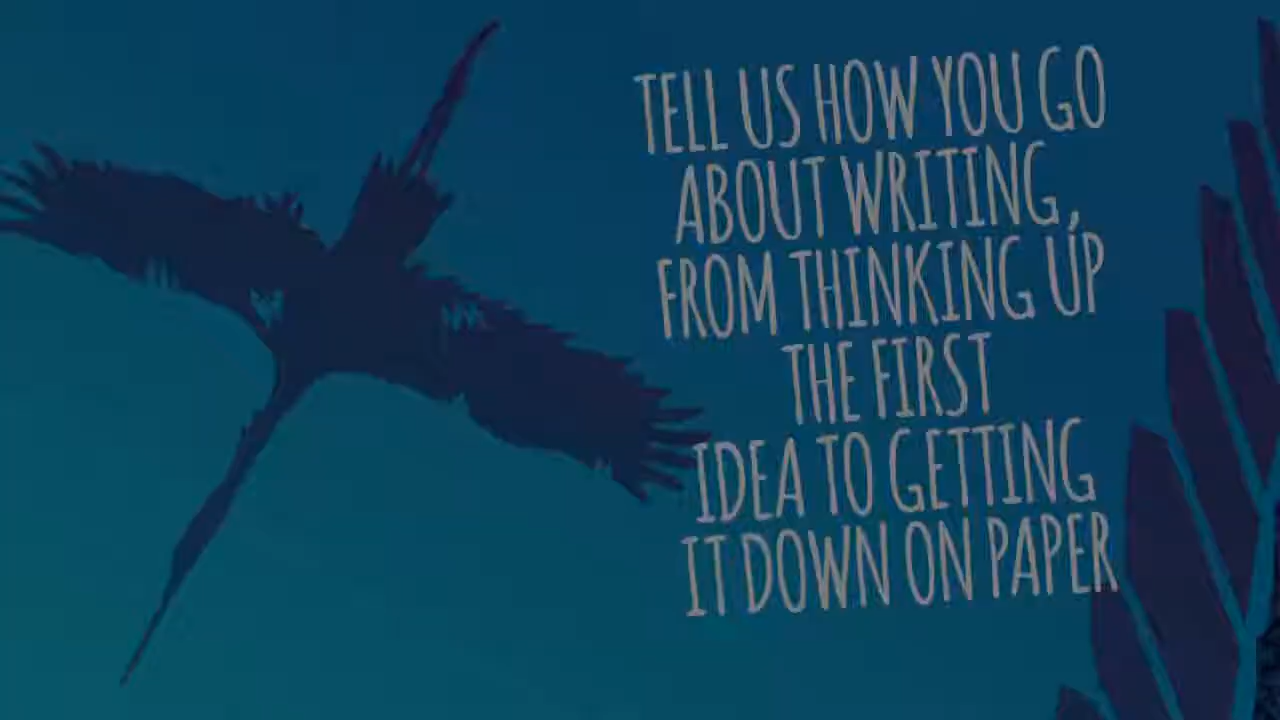 TELL US HOW YOU GO
ABOUT WRITING,
FROM THINKING UP
THE FIRST
IDEA TO GETTING
IT DOWN ON PAPER